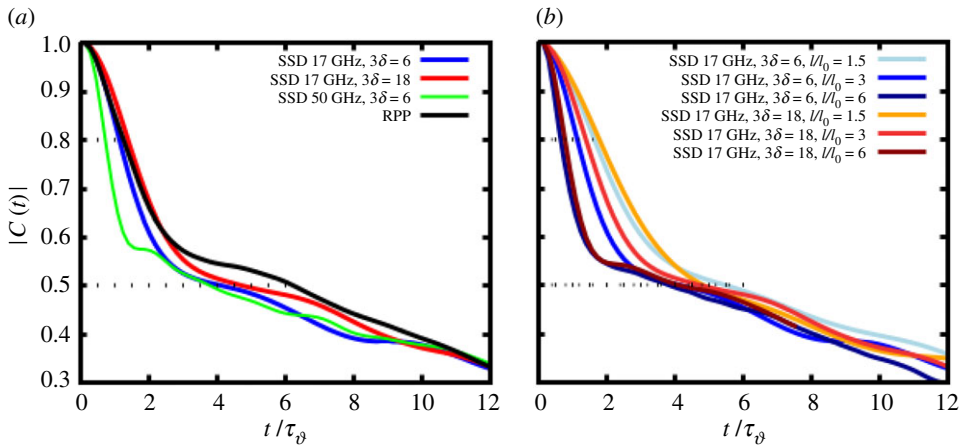 (a)
(b)
1.0
0.9
0.8
0.7
0.6
0.5
0.4
0.3
|C(t)|
SSD 17 GHz, 3δ = 6
SSD 17 GHz, 3δ = 18
SSD 50 GHz, 3δ = 6
RPP
0 2 4 6 8 10 12
t/τϑ
SSD 17 GHz, 3δ = 6, l/l0 = 1.5
SSD 17 GHz, 3δ = 6, l/l0 = 3
SSD 17 GHz, 3δ = 6, l/l0 = 6
SSD 17 GHz, 3δ = 18, l/l0 = 1.5
SSD 17 GHz, 3δ = 18, l/l0 = 3
SSD 17 GHz, 3δ = 18, l/l0 = 6
0 2 4 6 8 10 12
t/τϑ